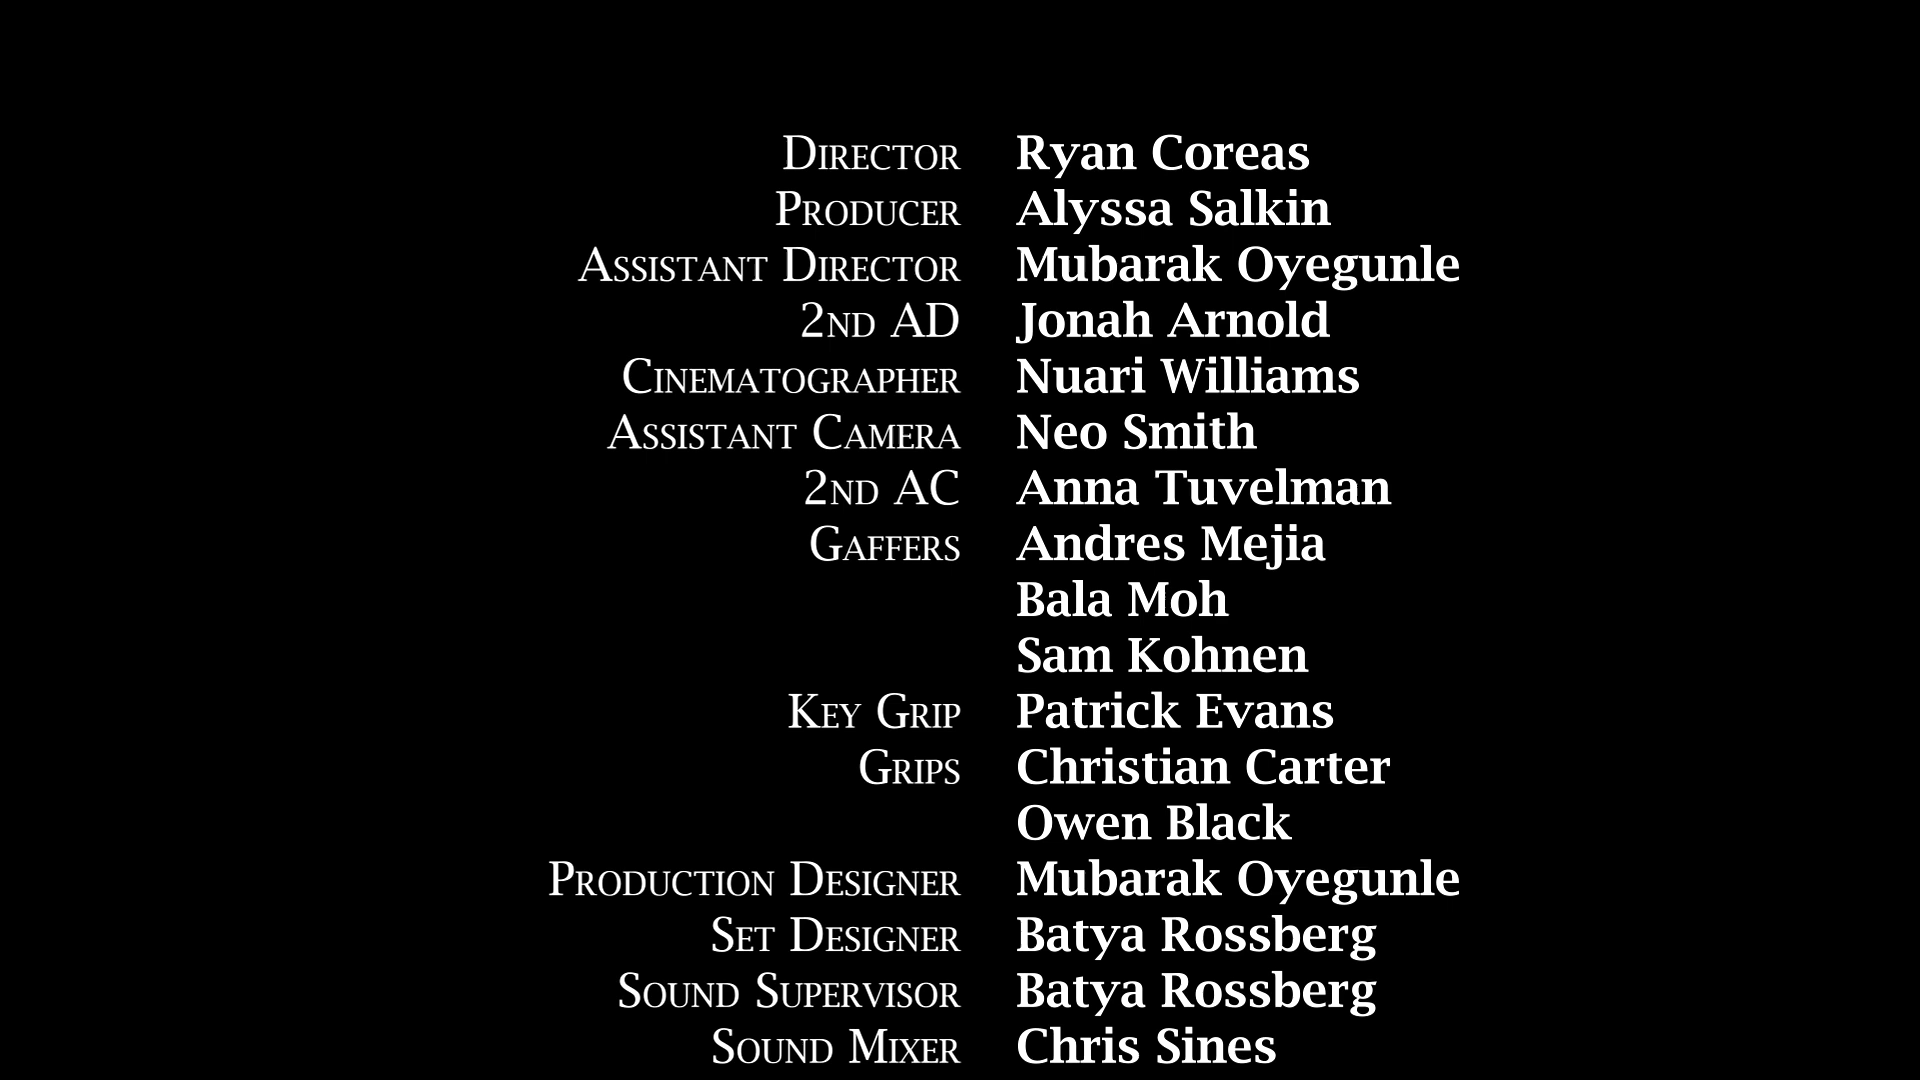 Director Ryan Coreas
Producer Alyssa Salkin
Assistant Director Mubarak Oyegunle
2nd AD Jonah Arnold
Cinematographer Nuari Williams
Assistant Camera Neo Smith
2nd AC Anna Tuvelman
Gaffers Andres Mejia
Bala Moh
Sam Kohnen
Key Grip Patrick Evans
Grips Christian Carter
Owen Black
Production Designer Mubarak Oyegunle
Set Designer Batya Rossberg
Sound Supervisor Batya Rossberg
Sound Mixer Chris Sines